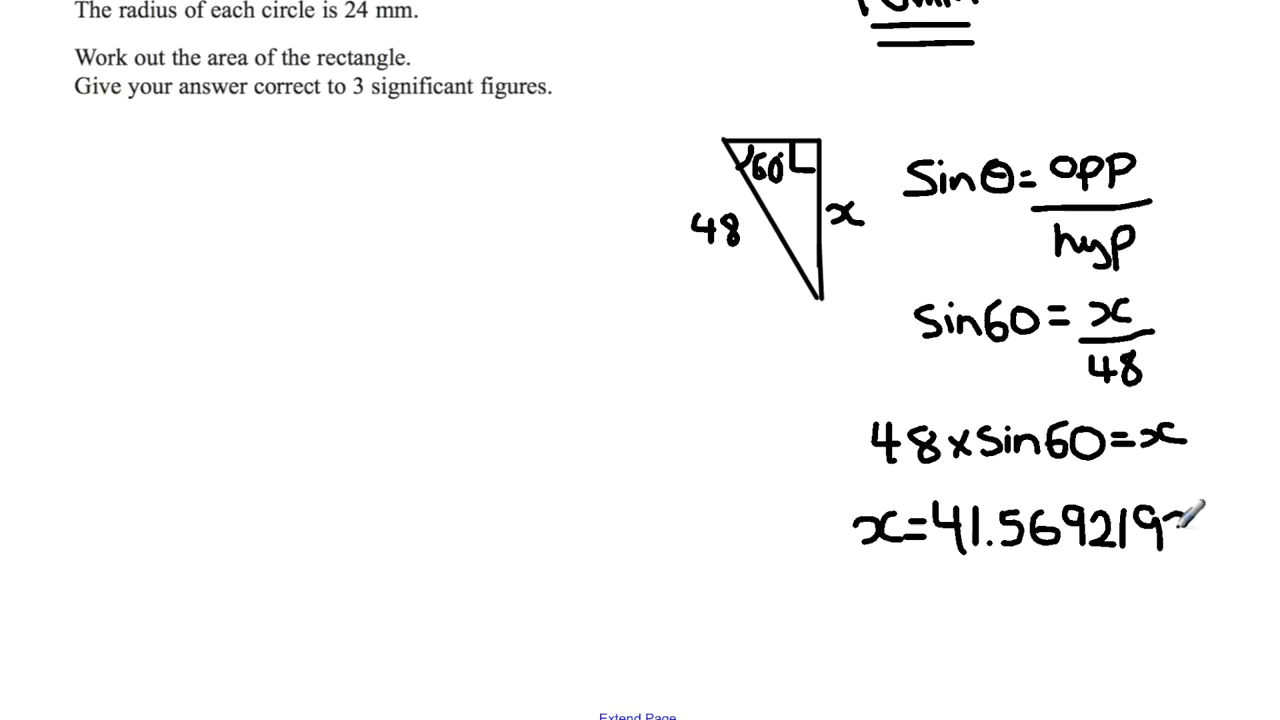 The radius of each circle is 24 mm.
Work out the area of the rectangle.
Give your answer correct to 3 significant figures.
60
48
x
Sinθ = opp
hyp
Sin60 = x
48
48 x sin60 = x
x = 41.569219
Extend Page